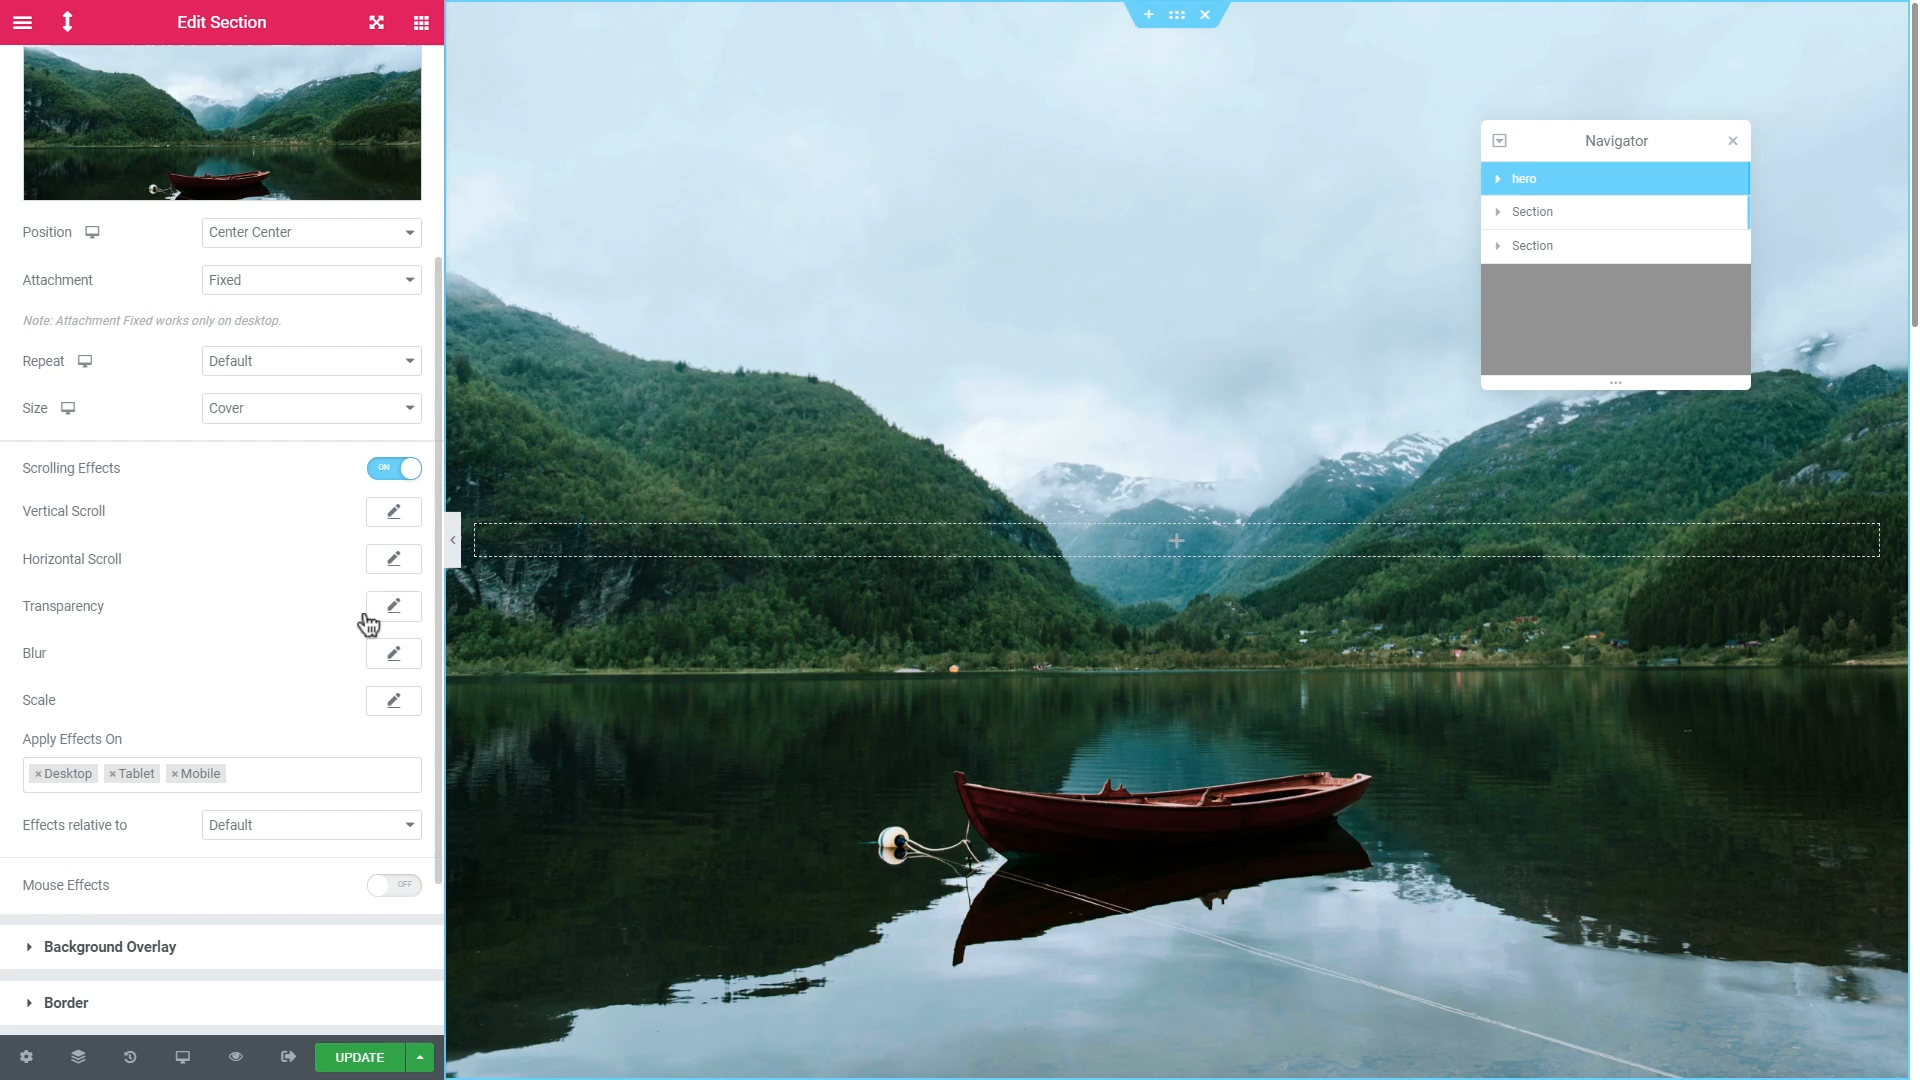 Edit Section
Position
Center Center
Attachment
Fixed
Note: Attachment Fixed works only on desktop.
Repeat
Default
Size
Cover
Scrolling Effects
ON
Vertical Scroll
Horizontal Scroll
Transparency
Blur
Scale
Apply Effects On
× Desktop × Tablet × Mobile
Effects relative to
Default
Mouse Effects
OFF
Background Overlay
Border
UPDATE
Navigator
hero
Section
Section